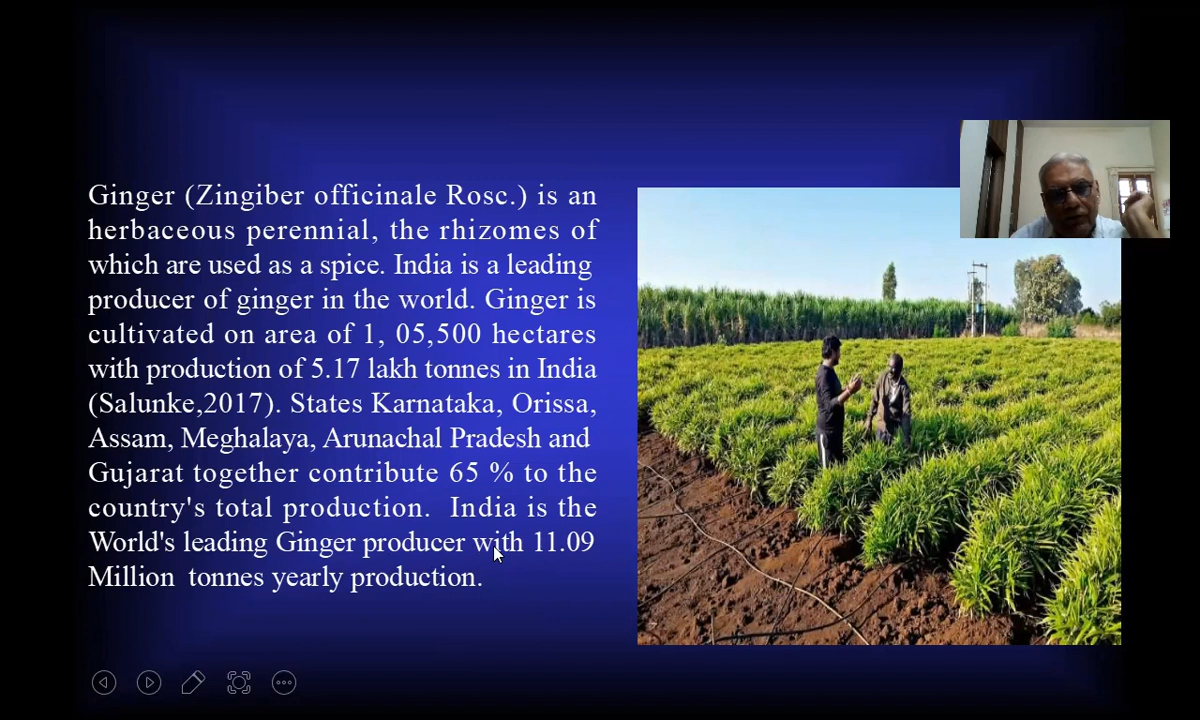 Ginger (Zingiber officinale Rosc.) is an
herbaceous perennial, the rhizomes of
which are used as a spice. India is a leading
producer of ginger in the world. Ginger is
cultivated on area of 1, 05,500 hectares
with production of 5.17 lakh tonnes in India
(Salunke,2017). States Karnataka, Orissa,
Assam, Meghalaya, Arunachal Pradesh and
Gujarat together contribute 65 % to the
country's total production.  India is the
World's leading Ginger producer with 11.09
Million  tonnes yearly production.